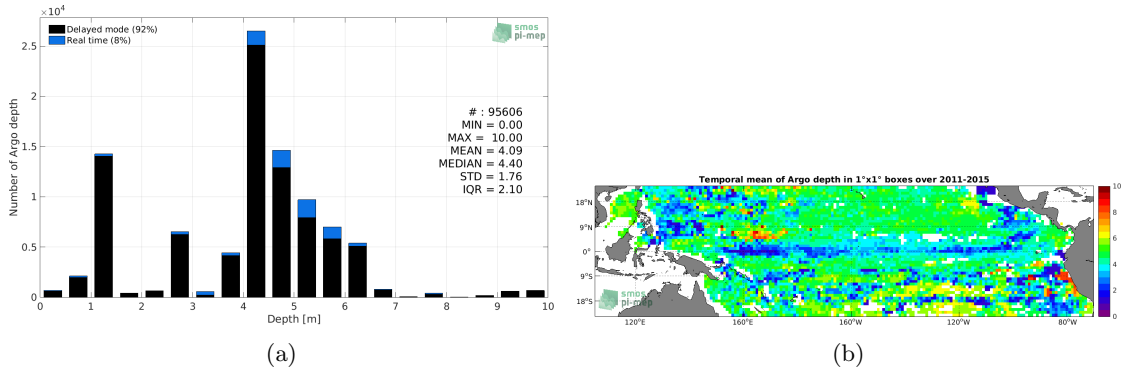 ×10⁴
Delayed mode (92%)
Real time (8%)
smos
pi-mep
2.5
2
1.5
1
0.5
0
Number of Argo depth
# : 95606
MIN = 0.00
MAX = 10.00
MEAN = 4.09
MEDIAN = 4.40
STD = 1.76
IQR = 2.10
0 1 2 3 4 5 6 7 8 9 10
Depth [m]
(a)
Temporal mean of Argo depth in 1°x1° boxes over 2011-2015
18°N
9°N
0°
9°S
18°S
smos
pi-mep
120°E 160°E 160°W 120°W 80°W
10
8
6
4
2
0
(b)